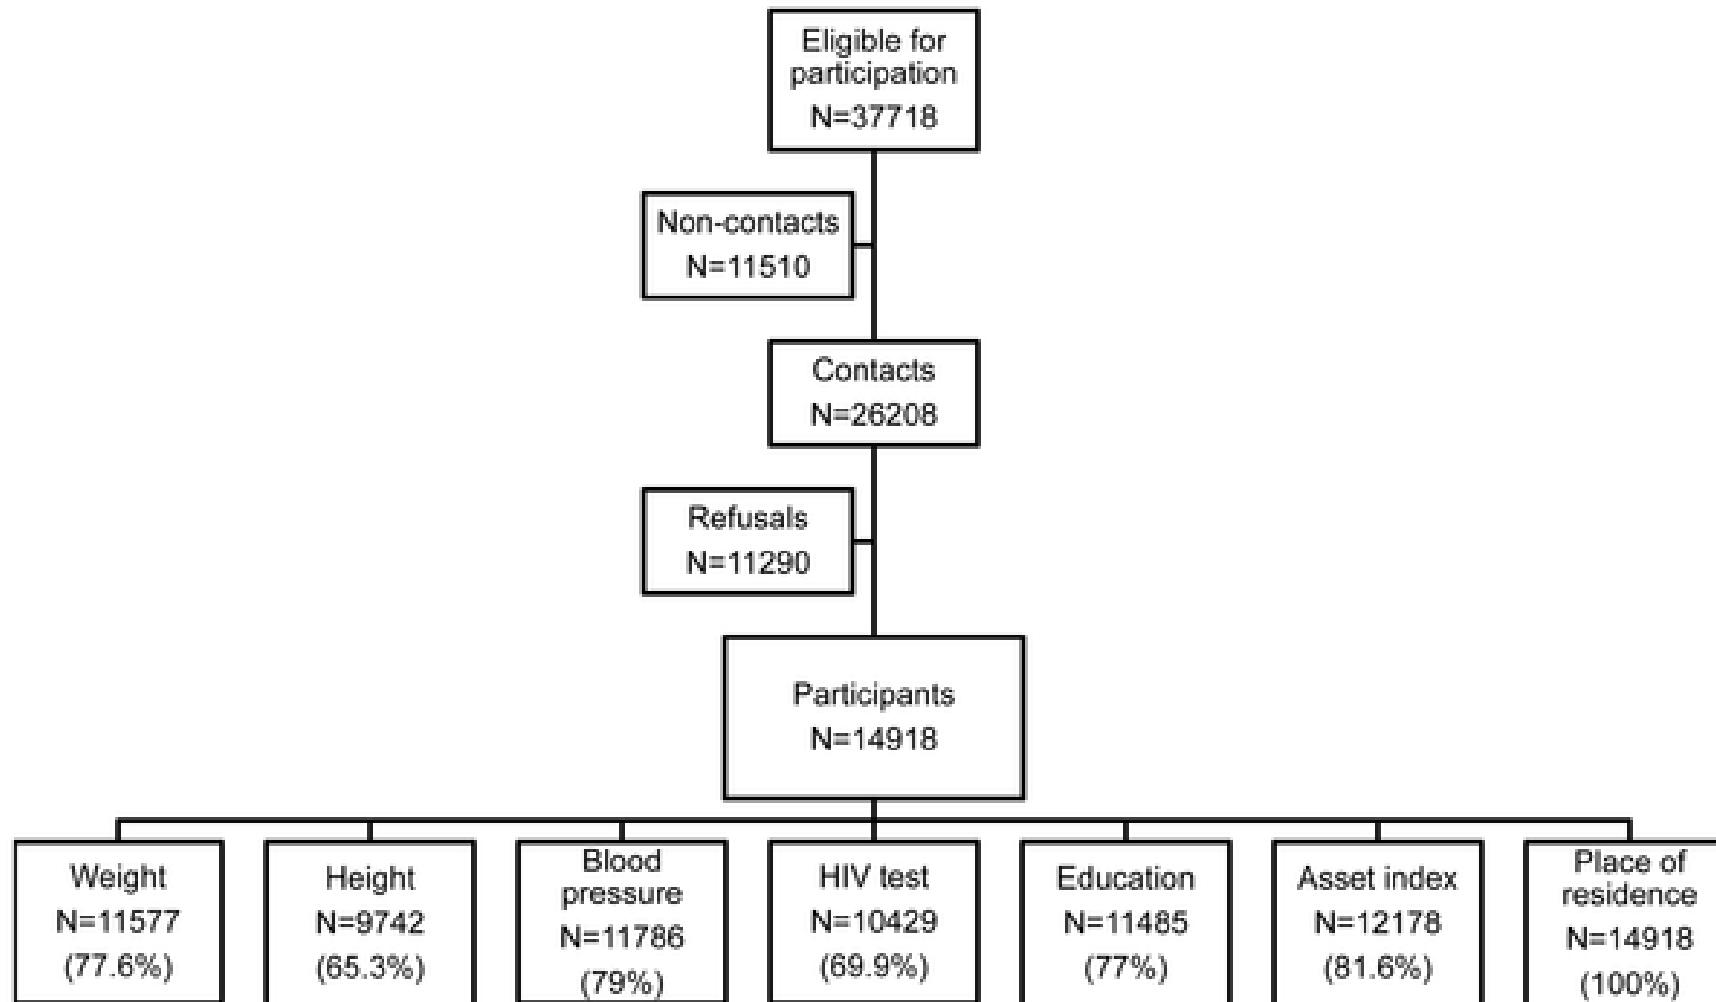 Eligible for
participation
N=37718
Non-contacts
N=11510
Contacts
N=26208
Refusals
N=11290
Participants
N=14918
Weight
N=11577
(77.6%)
Height
N=9742
(65.3%)
Blood
pressure
N=11786
(79%)
HIV test
N=10429
(69.9%)
Education
N=11485
(77%)
Asset index
N=12178
(81.6%)
Place of
residence
N=14918
(100%)